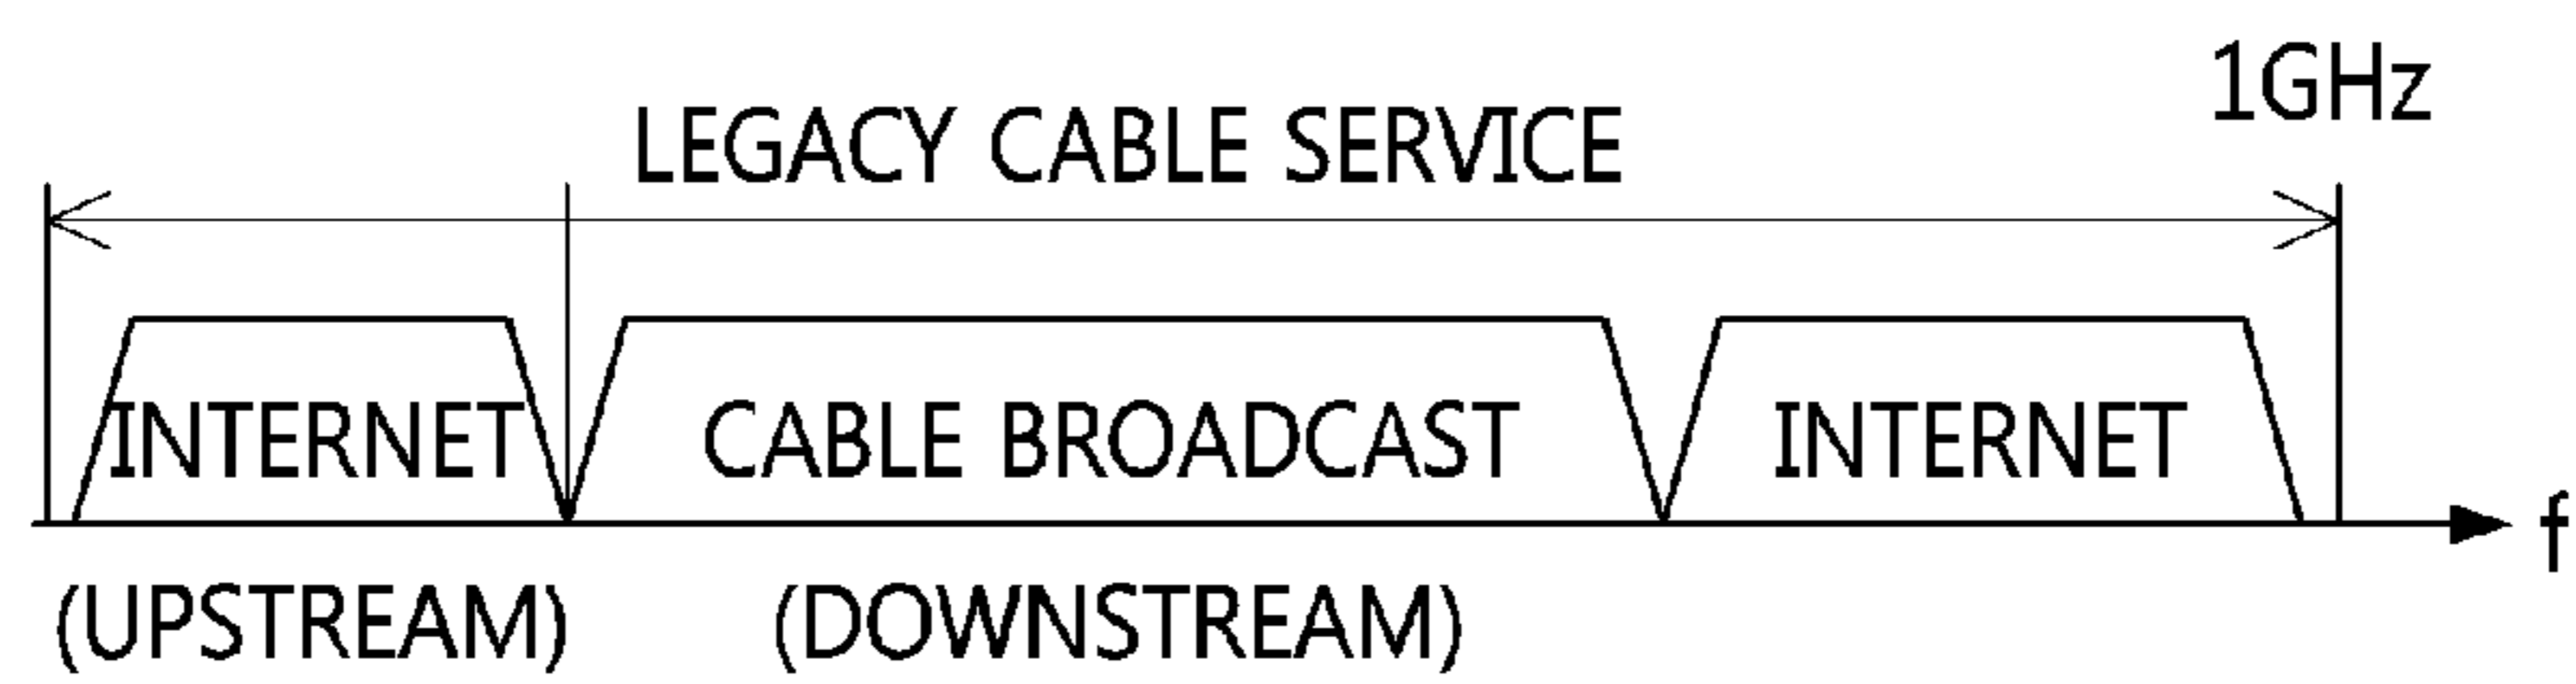 1GHz
LEGACY CABLE SERVICE
INTERNET CABLE BROADCAST INTERNET
f
(UPSTREAM) (DOWNSTREAM)